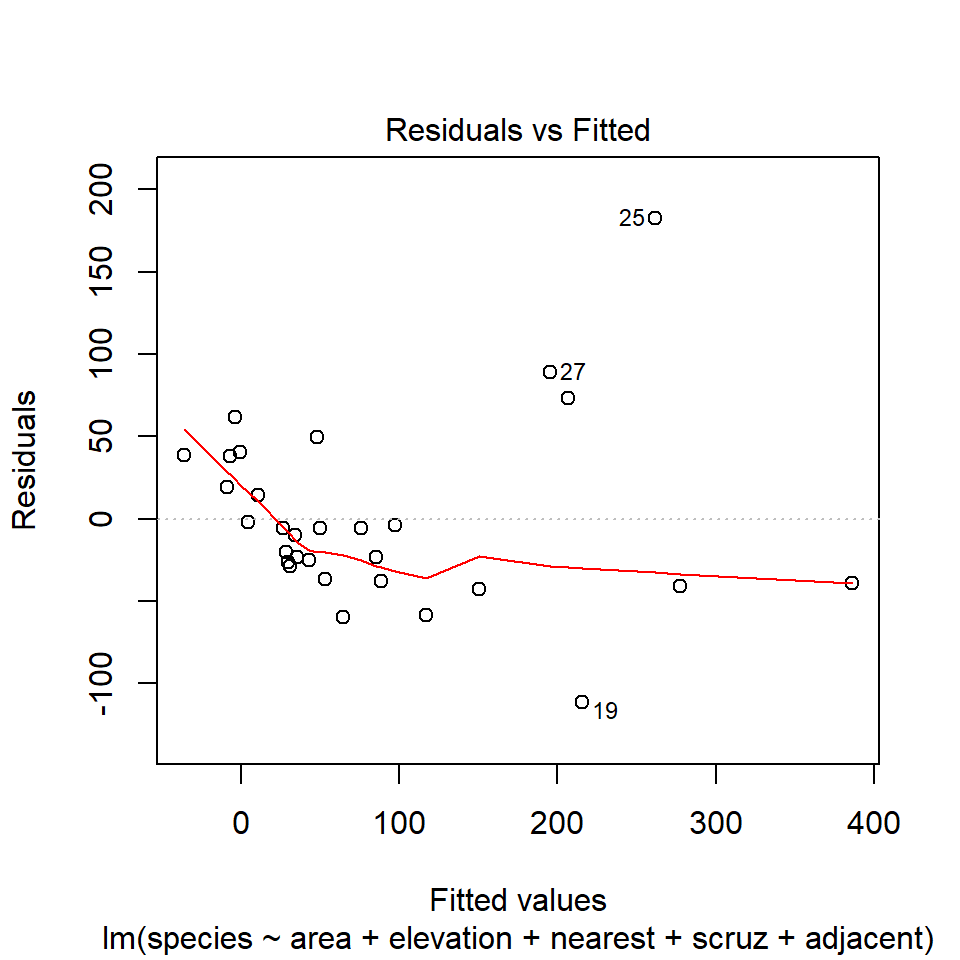 Residuals vs Fitted
200
150
100
50
0
-100
Residuals
25
27
19
0 100 200 300 400
Fitted values
lm(species ~ area + elevation + nearest + scruz + adjacent)